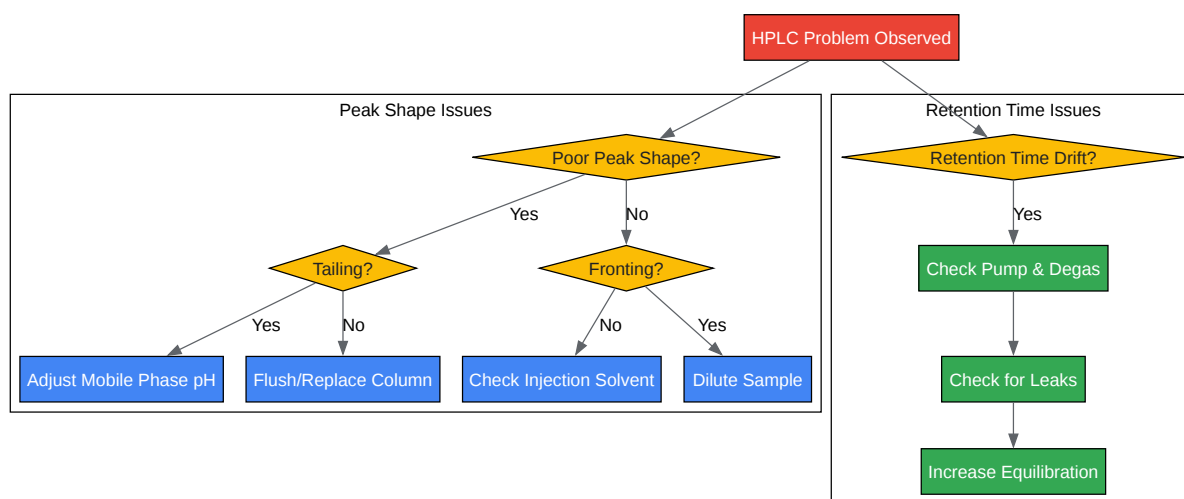 HPLC Problem Observed
Peak Shape Issues
Retention Time Issues
Poor Peak Shape?
Retention Time Drift?
Yes
No
Yes
Tailing?
Fronting?
Check Pump & Degas
Yes
No
No
Yes
Adjust Mobile Phase pH
Flush/Replace Column
Check Injection Solvent
Dilute Sample
Check for Leaks
Increase Equilibration